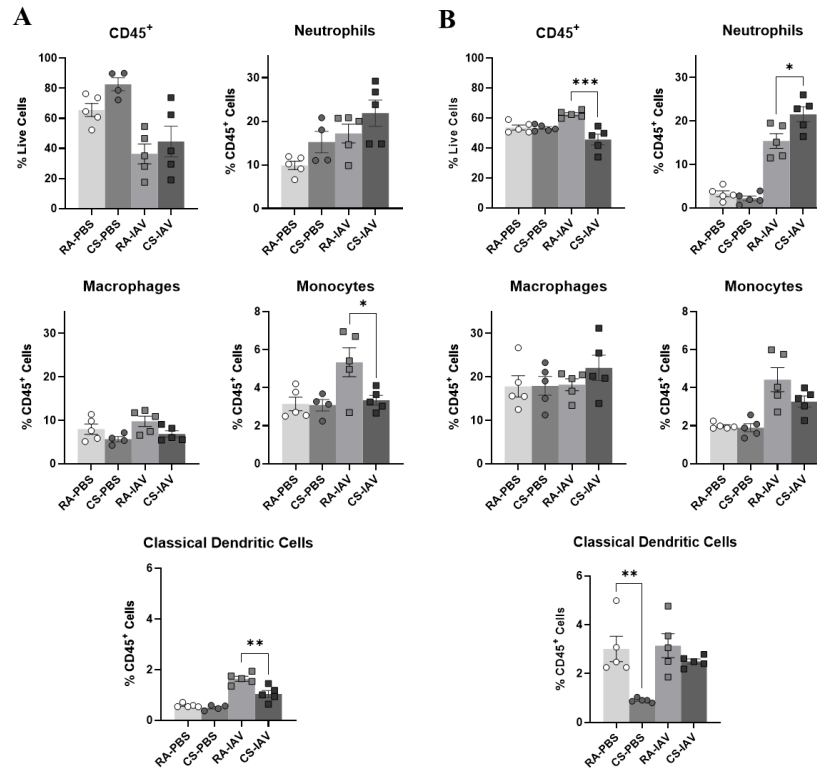 A
B
CD45+
% Live Cells
100
80
60
40
20
0
RA-PBS
CS-PBS
RA-IAV
CS-IAV
Neutrophils
% CD45+ Cells
30
20
10
0
RA-PBS
CS-PBS
RA-IAV
CS-IAV
CD45+
% Live Cells
100
80
60
40
20
0
***
RA-PBS
CS-PBS
RA-IAV
CS-IAV
Neutrophils
% CD45+ Cells
30
20
10
0
*
RA-PBS
CS-PBS
RA-IAV
CS-IAV
Macrophages
% CD45+ Cells
30
20
10
0
RA-PBS
CS-PBS
RA-IAV
CS-IAV
Monocytes
% CD45+ Cells
8
6
4
2
0
*
RA-PBS
CS-PBS
RA-IAV
CS-IAV
Macrophages
% CD45+ Cells
30
20
10
0
RA-PBS
CS-PBS
RA-IAV
CS-IAV
Monocytes
% CD45+ Cells
8
6
4
2
0
RA-PBS
CS-PBS
RA-IAV
CS-IAV
Classical Dendritic Cells
% CD45+ Cells
6
4
2
0
**
RA-PBS
CS-PBS
RA-IAV
CS-IAV
Classical Dendritic Cells
% CD45+ Cells
6
4
2
0
**
RA-PBS
CS-PBS
RA-IAV
CS-IAV